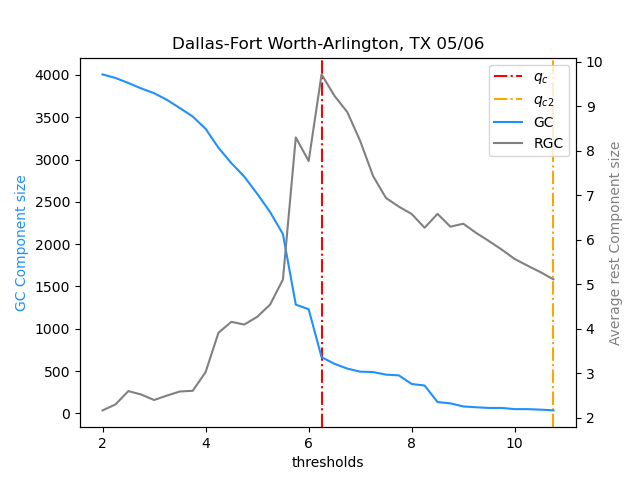 Dallas-Fort Worth-Arlington, TX 05/06
GC Component size
4000
3500
3000
2500
2000
1500
1000
500
0
2
4
6
8
10
thresholds
10
9
8
7
6
5
4
3
2
Average rest Component size
q_c
q_c2
GC
RGC